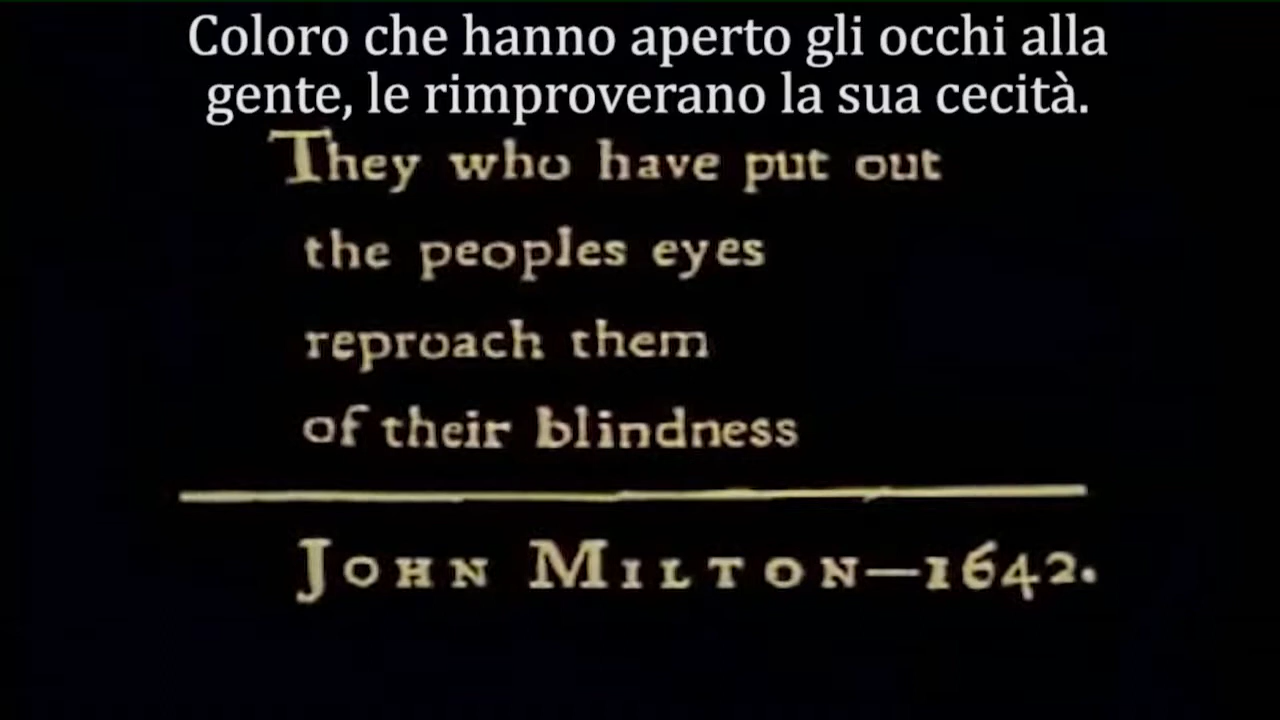 Coloro che hanno aperto gli occhi alla
gente, le rimproverano la sua cecità.
They who have put out
the peoples eyes
reproach them
of their blindness
JOHN MILTON—1642.